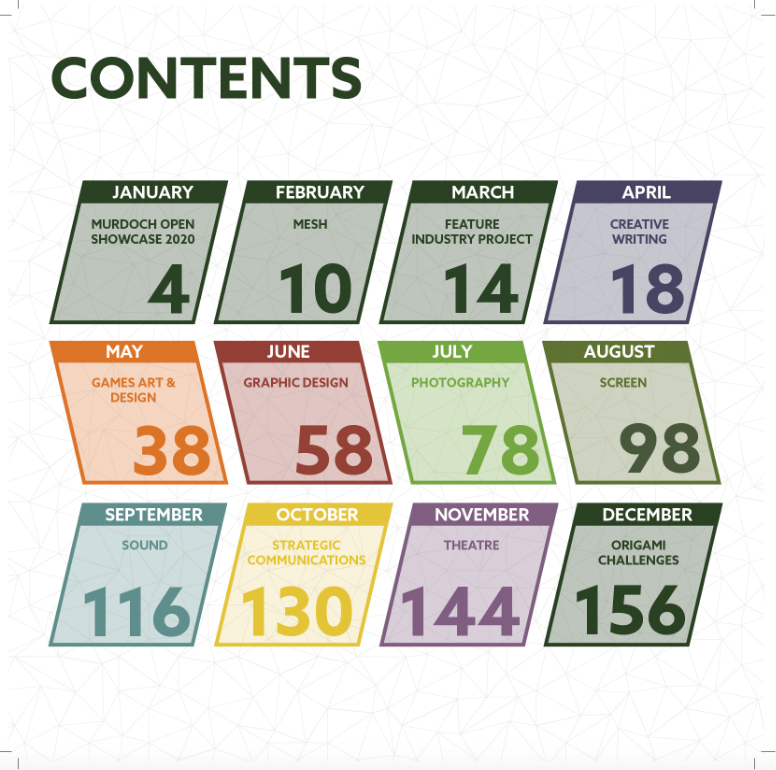 CONTENTS
JANUARY
MURDOCH OPEN
SHOWCASE 2020
4
FEBRUARY
MESH
10
MARCH
FEATURE
INDUSTRY PROJECT
14
APRIL
CREATIVE
WRITING
18
MAY
GAMES ART &
DESIGN
38
JUNE
GRAPHIC DESIGN
58
JULY
PHOTOGRAPHY
78
AUGUST
SCREEN
98
SEPTEMBER
SOUND
116
OCTOBER
STRATEGIC
COMMUNICATIONS
130
NOVEMBER
THEATRE
144
DECEMBER
ORIGAMI
CHALLENGES
156